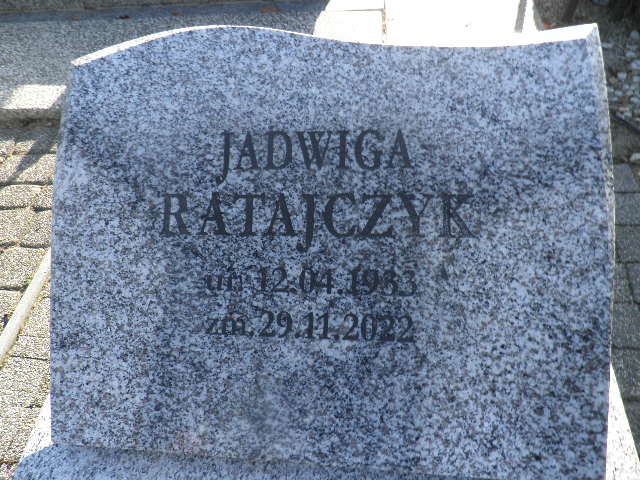 JADWIGA
RATAJCZYK
ur. 12.04.1933
zm. 29.11.2022